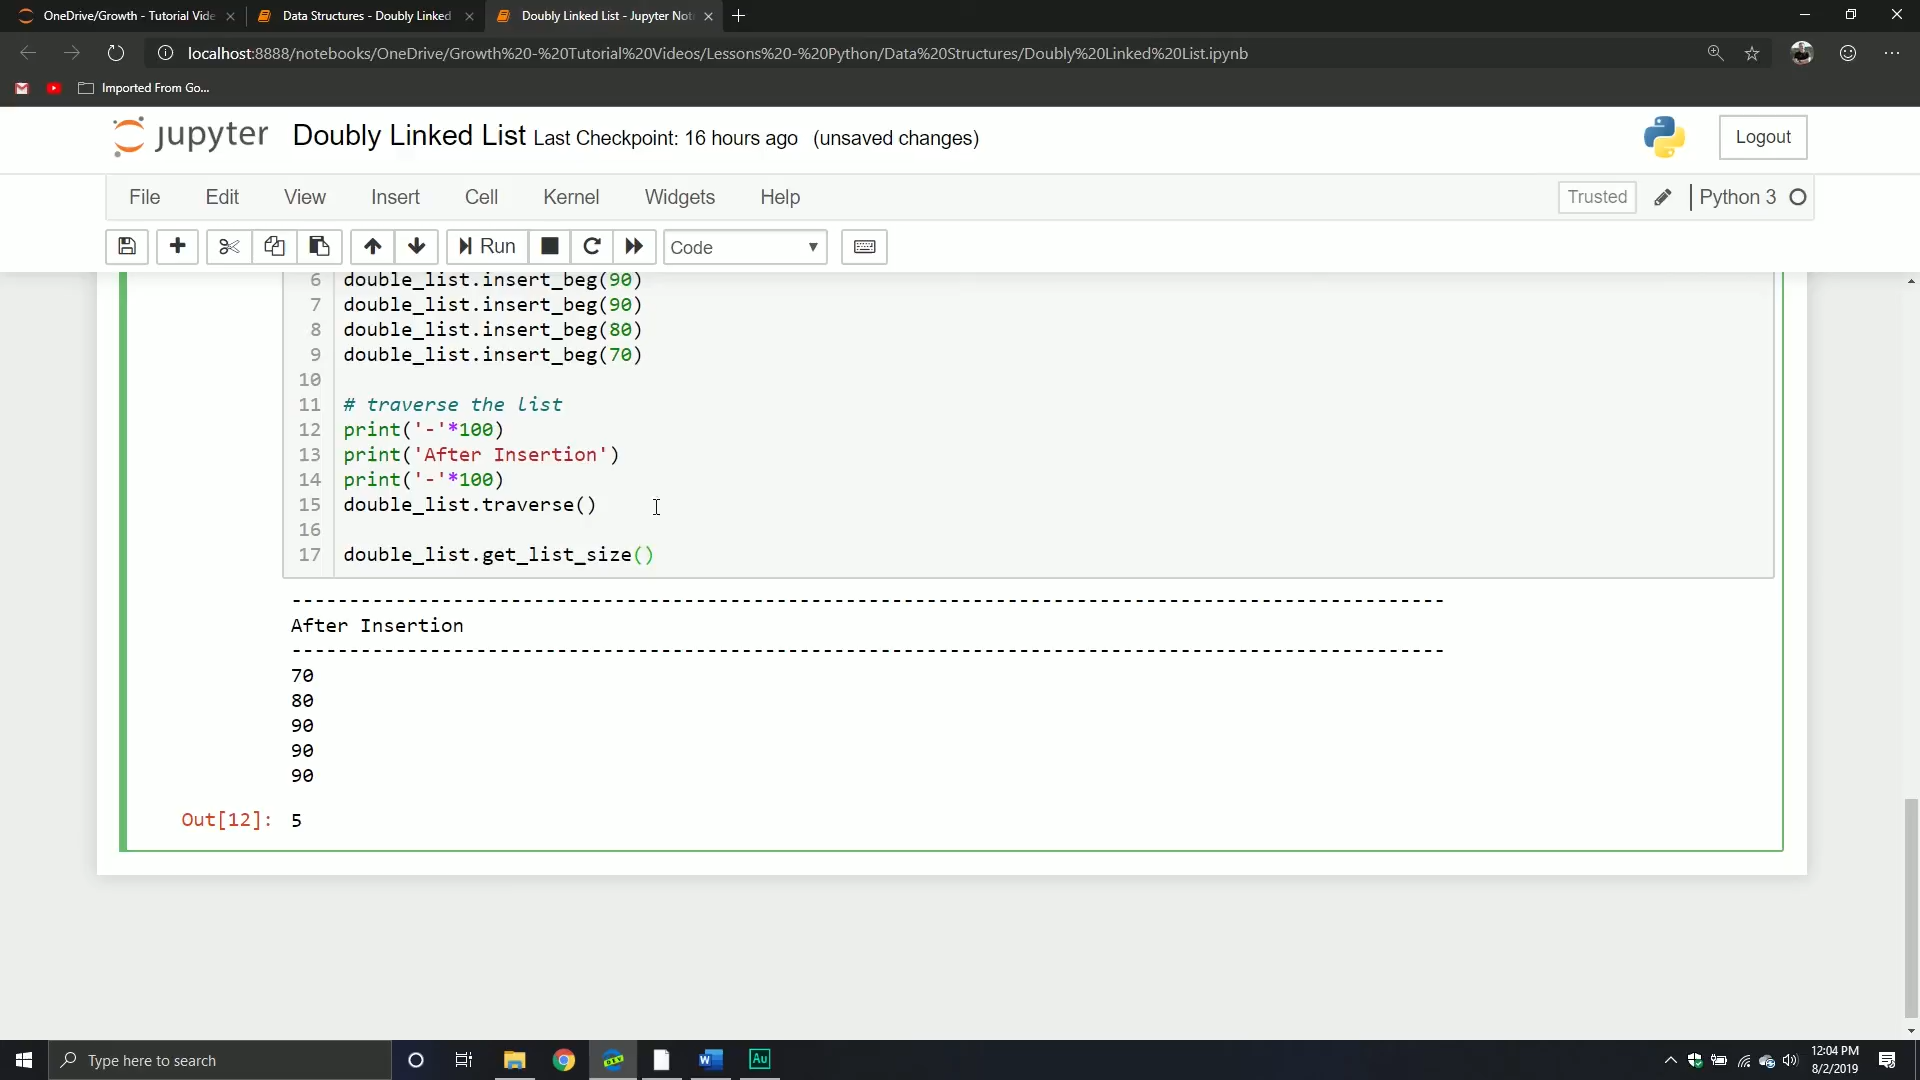 OneDrive/Growth - Tutorial Vide
Data Structures - Doubly Linked
Doubly Linked List - Jupyter Not
localhost:8888/notebooks/OneDrive/Growth%20-%20Tutorial%20Videos/Lessons%20-%20Python/Data%20Structures/Doubly%20Linked%20List.ipynb
Imported From Go...
jupyter Doubly Linked List Last Checkpoint: 16 hours ago (unsaved changes)
Logout
File Edit View Insert Cell Kernel Widgets Help
Trusted Python 3
Run Code
6 double_list.insert_beg(90)
7 double_list.insert_beg(90)
8 double_list.insert_beg(80)
9 double_list.insert_beg(70)
10
11 # traverse the list
12 print('-'*100)
13 print('After Insertion')
14 print('-'*100)
15 double_list.traverse()
16
17 double_list.get_list_size()
----------------------------------------------------------------------------------------------------
After Insertion
----------------------------------------------------------------------------------------------------
70
80
90
90
90
Out[12]: 5
Type here to search
DEV
W
Au
12:04 PM
8/2/2019